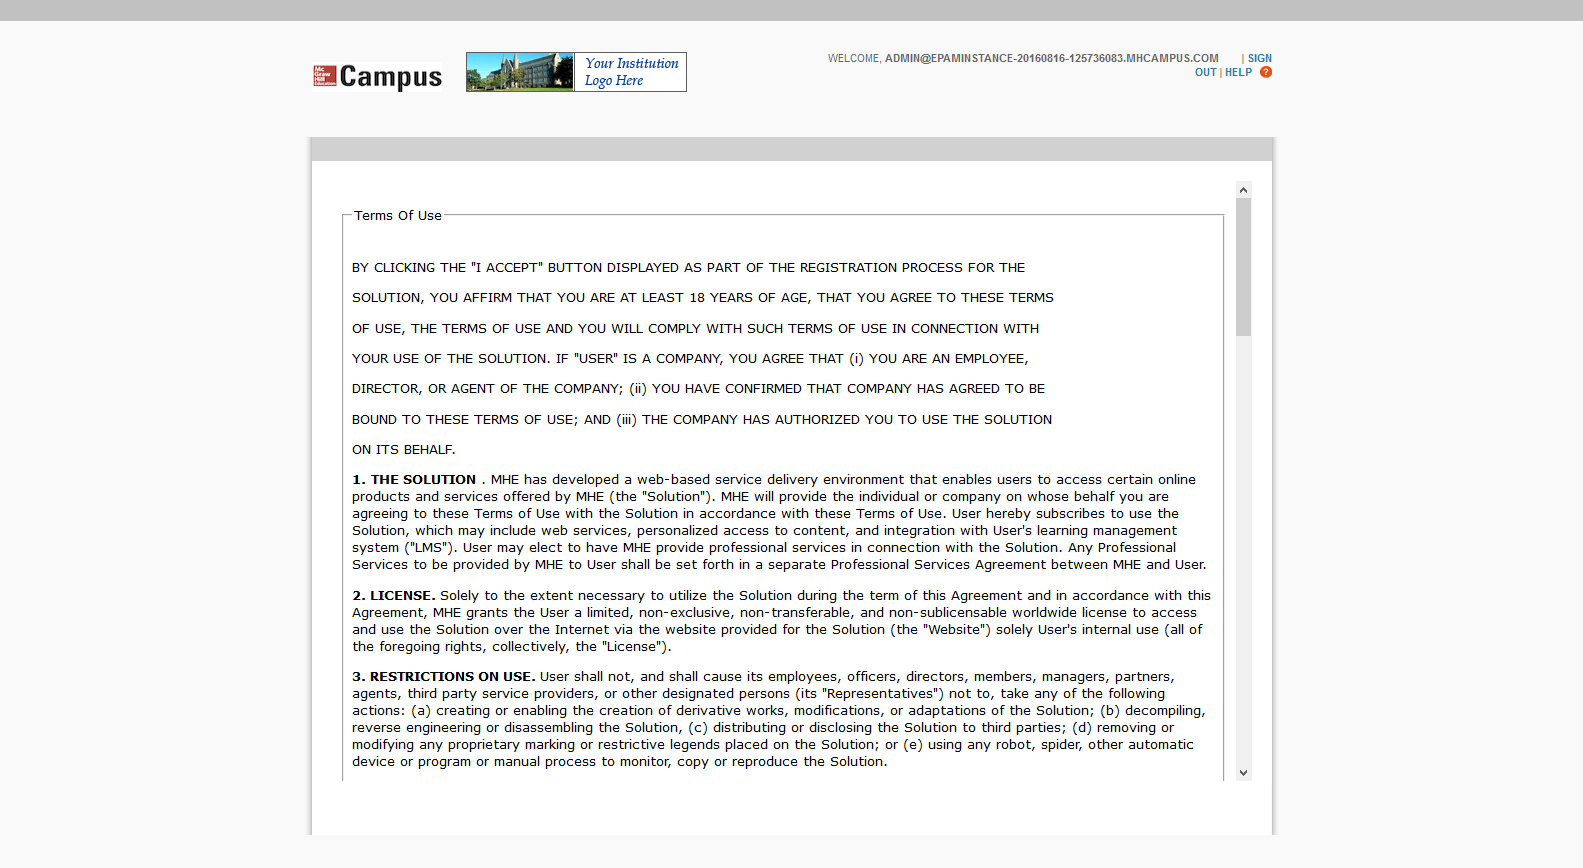 Mc
Graw
Hill
Education
Campus
Your Institution
Logo Here
WELCOME, ADMIN@EPAMINSTANCE-20160816-125736083.MHCAMPUS.COM | SIGN
OUT | HELP ?
Terms Of Use
BY CLICKING THE "I ACCEPT" BUTTON DISPLAYED AS PART OF THE REGISTRATION PROCESS FOR THE
SOLUTION, YOU AFFIRM THAT YOU ARE AT LEAST 18 YEARS OF AGE, THAT YOU AGREE TO THESE TERMS
OF USE, THE TERMS OF USE AND YOU WILL COMPLY WITH SUCH TERMS OF USE IN CONNECTION WITH
YOUR USE OF THE SOLUTION. IF "USER" IS A COMPANY, YOU AGREE THAT (i) YOU ARE AN EMPLOYEE,
DIRECTOR, OR AGENT OF THE COMPANY; (ii) YOU HAVE CONFIRMED THAT COMPANY HAS AGREED TO BE
BOUND TO THESE TERMS OF USE; AND (iii) THE COMPANY HAS AUTHORIZED YOU TO USE THE SOLUTION
ON ITS BEHALF.
1. THE SOLUTION . MHE has developed a web-based service delivery environment that enables users to access certain online
products and services offered by MHE (the "Solution"). MHE will provide the individual or company on whose behalf you are
agreeing to these Terms of Use with the Solution in accordance with these Terms of Use. User hereby subscribes to use the
Solution, which may include web services, personalized access to content, and integration with User's learning management
system ("LMS"). User may elect to have MHE provide professional services in connection with the Solution. Any Professional
Services to be provided by MHE to User shall be set forth in a separate Professional Services Agreement between MHE and User.
2. LICENSE. Solely to the extent necessary to utilize the Solution during the term of this Agreement and in accordance with this
Agreement, MHE grants the User a limited, non-exclusive, non-transferable, and non-sublicensable worldwide license to access
and use the Solution over the Internet via the website provided for the Solution (the "Website") solely User's internal use (all of
the foregoing rights, collectively, the "License").
3. RESTRICTIONS ON USE. User shall not, and shall cause its employees, officers, directors, members, managers, partners,
agents, third party service providers, or other designated persons (its "Representatives") not to, take any of the following
actions: (a) creating or enabling the creation of derivative works, modifications, or adaptations of the Solution; (b) decompiling,
reverse engineering or disassembling the Solution, (c) distributing or disclosing the Solution to third parties; (d) removing or
modifying any proprietary marking or restrictive legends placed on the Solution; or (e) using any robot, spider, other automatic
device or program or manual process to monitor, copy or reproduce the Solution.